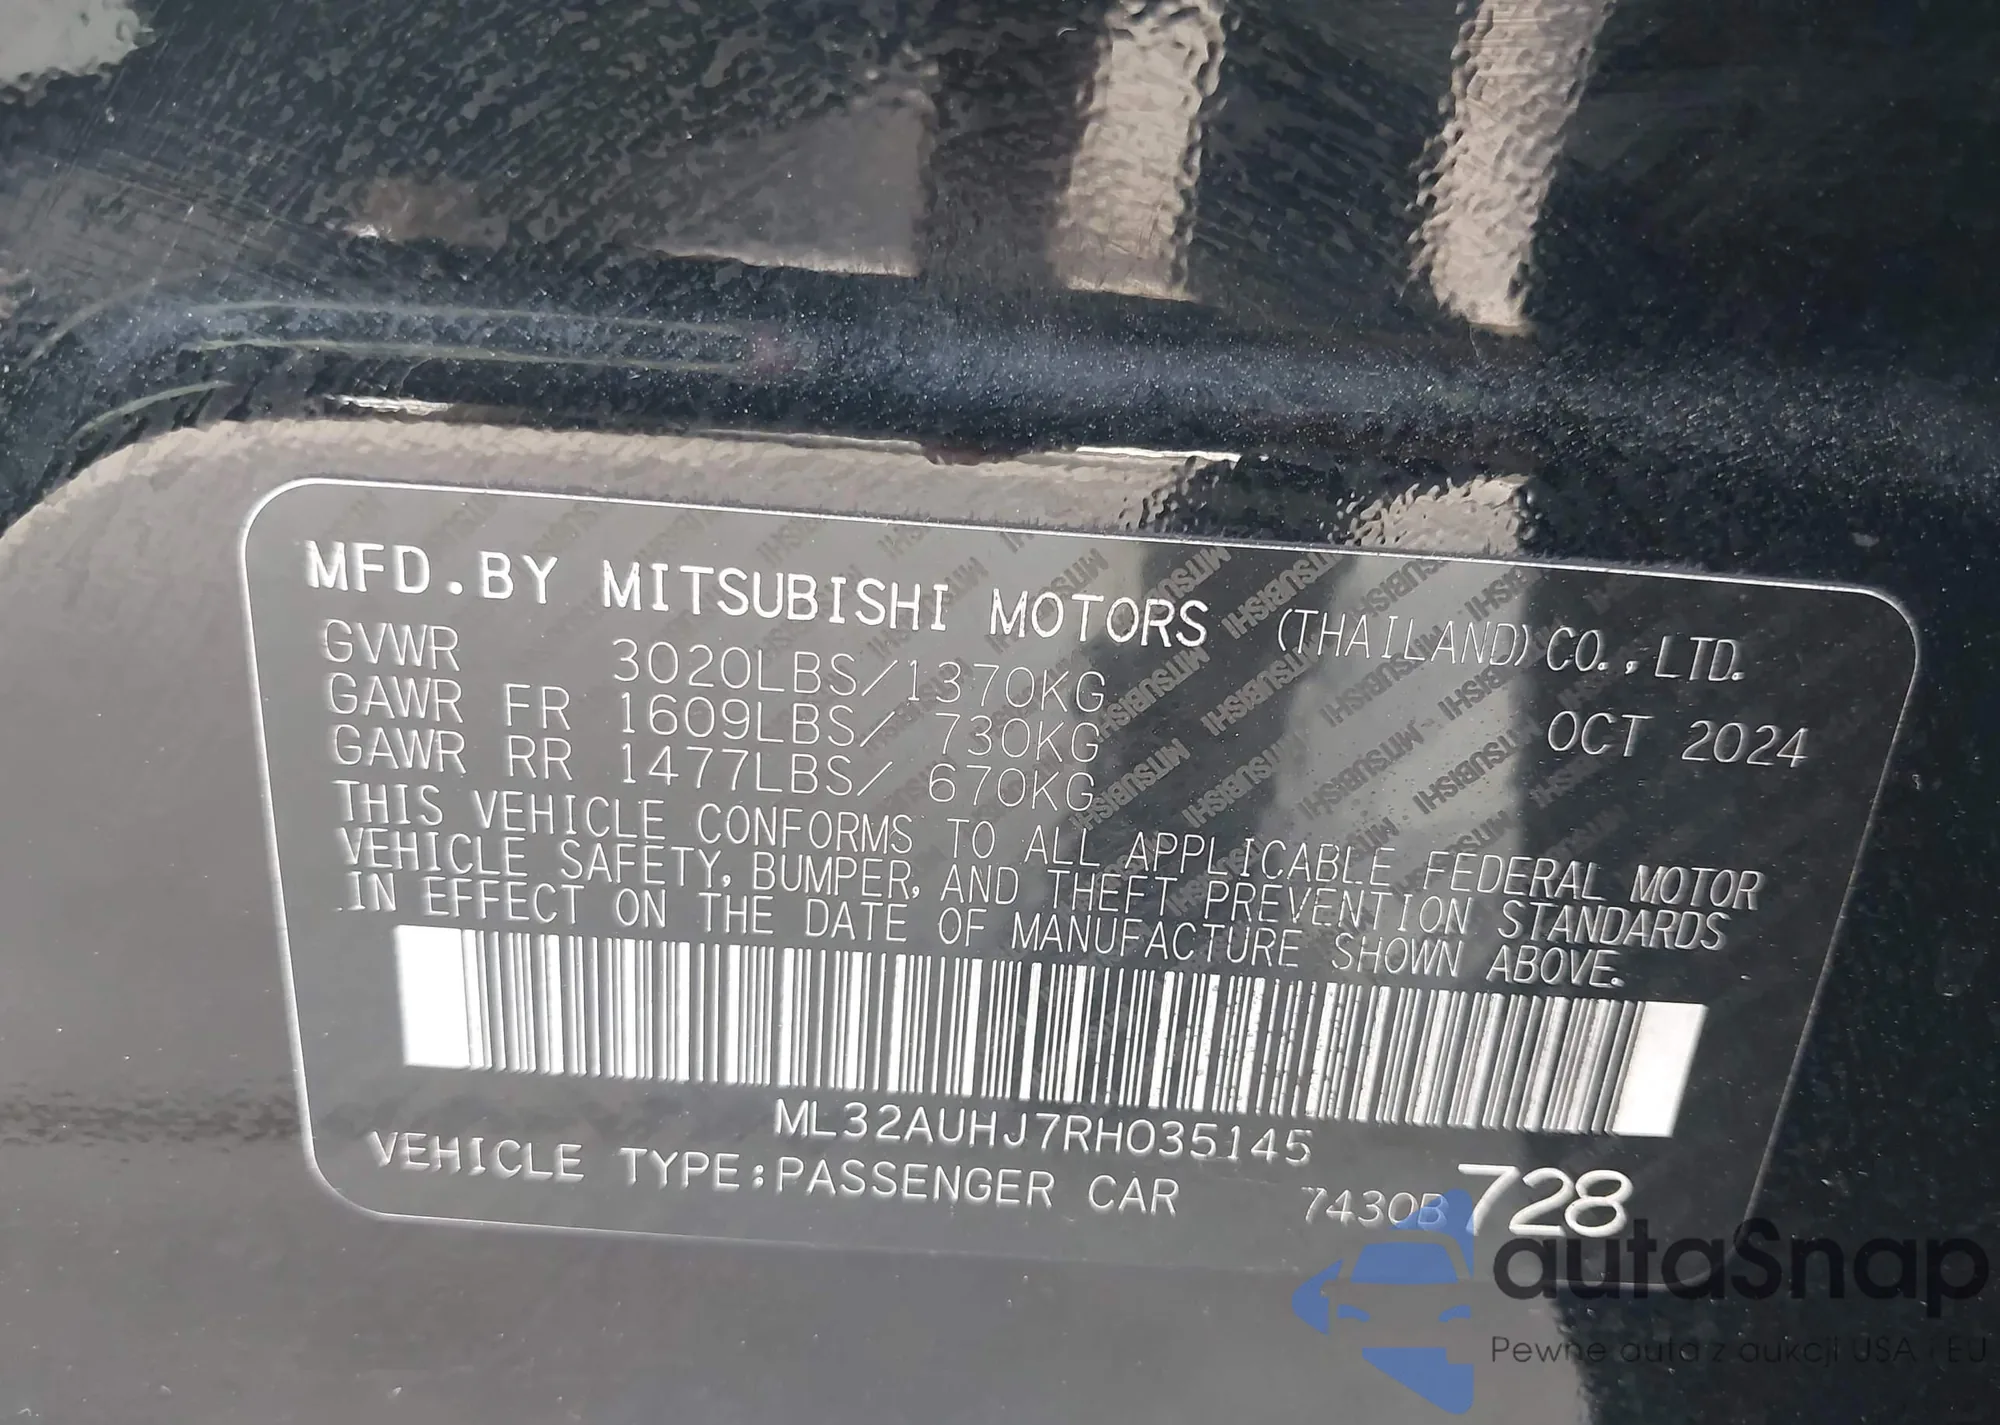 MFD.BY MITSUBISHI MOTORS (THAILAND) CO., LTD.
GVWR 3020LBS/1370KG
GAWR FR 1609LBS/ 730KG OCT 2024
GAWR RR 1477LBS/ 670KG
THIS VEHICLE CONFORMS TO ALL APPLICABLE FEDERAL MOTOR
VEHICLE SAFETY, BUMPER, AND THEFT PREVENTION STANDARDS
IN EFFECT ON THE DATE OF MANUFACTURE SHOWN ABOVE.
ML32AUHJ7RH035145
VEHICLE TYPE:PASSENGER CAR 7430B 728
autaSnap
Pewne auta z aukcji USA / EU